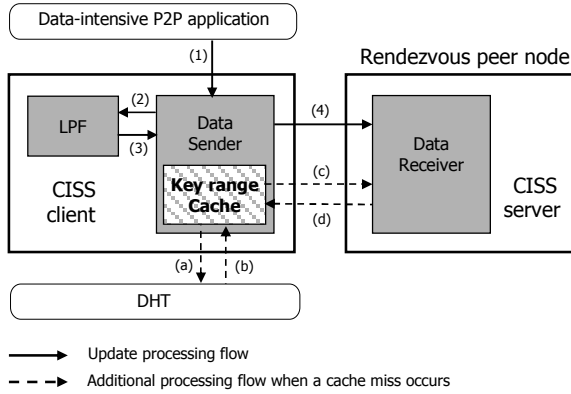 Data-intensive P2P application
(1)
Rendezvous peer node
LPF
(2)
(3)
Data
Sender
(4)
Data
Receiver
CISS
client
Key range
Cache
(c)
(d)
CISS
server
(a)
(b)
DHT
Update processing flow
Additional processing flow when a cache miss occurs